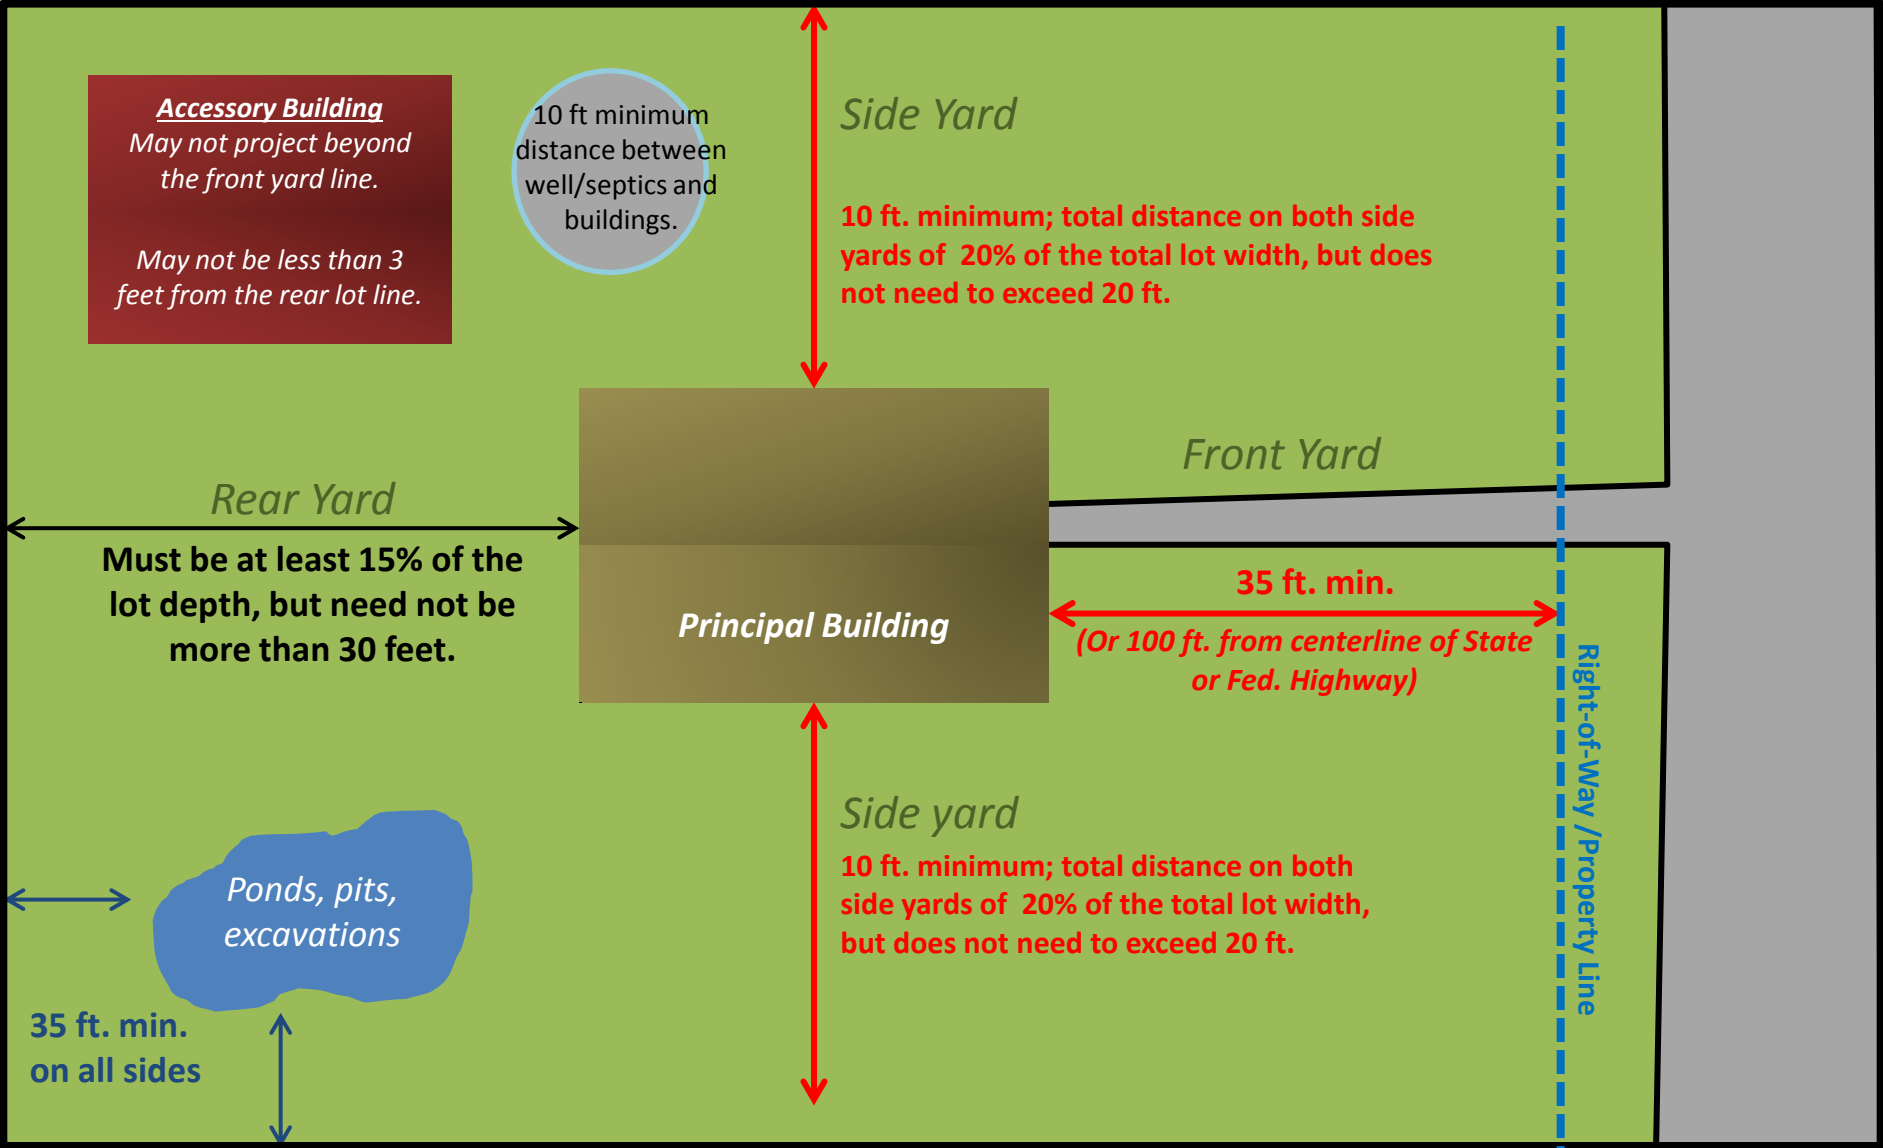 Accessory Building
May not project beyond
the front yard line.
May not be less than 3
feet from the rear lot line.
10 ft minimum
distance between
well/septics and
buildings.
Side Yard
10 ft. minimum; total distance on both side
yards of 20% of the total lot width, but does
not need to exceed 20 ft.
Front Yard
Rear Yard
Must be at least 15% of the
lot depth, but need not be
more than 30 feet.
Principal Building
35 ft. min.
(Or 100 ft. from centerline of State
or Fed. Highway)
Right-of-Way /Property Line
Side yard
10 ft. minimum; total distance on both
side yards of 20% of the total lot width,
but does not need to exceed 20 ft.
Ponds, pits,
excavations
35 ft. min.
on all sides